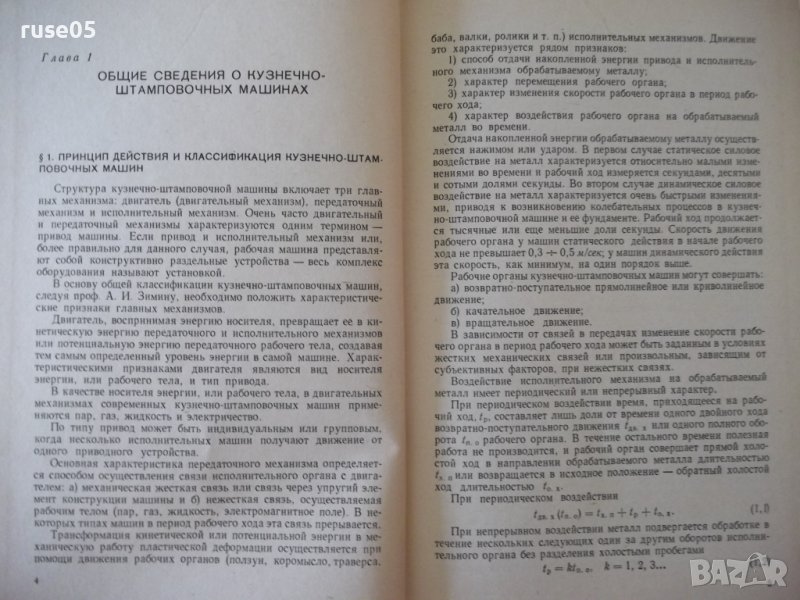 ruse05
Глава 1
ОБЩИЕ СВЕДЕНИЯ О КУЗНЕЧНО-
ШТАМПОВОЧНЫХ МАШИНАХ
§ 1. ПРИНЦИП ДЕЙСТВИЯ И КЛАССИФИКАЦИЯ КУЗНЕЧНО-ШТАМ-
ПОВОЧНЫХ МАШИН
Структура кузнечно-штамповочной машины включает три глав-
ных механизма: двигатель (двигательный механизм), передаточный
механизм и исполнительный механизм. Очень часто двигательный
и передаточный механизмы характеризуются одним термином —
привод машины. Если привод и исполнительный механизм или,
более правильно для данного случая, рабочая машина представля-
ют собой конструктивно раздельные устройства — весь комплекс
оборудования называют установкой.
В основу общей классификации кузнечно-штамповочных машин,
следуя проф. А. И. Зимину, необходимо положить характеристиче-
ские признаки главных механизмов.
Двигатель, воспринимая энергию носителя, превращает ее в ки-
нетическую энергию передаточного и исполнительного механизмов
или потенциальную энергию передаточного рабочего тела, создавая
тем самым определенный уровень энергии в самой машине. Харак-
теристическими признаками двигателя являются вид носителя
энергии, или рабочего тела, и тип привода.
В качестве носителя энергии, или рабочего тела, в двигательных
механизмах современных кузнечно-штамповочных машин приме-
няются пар, газ, жидкость и электричество.
По типу привод может быть индивидуальным или групповым,
когда несколько исполнительных машин получают движение от
одного приводного устройства.
Основная характеристика передаточного механизма определяет-
ся способом осуществления связи исполнительного органа с двига-
телем: а) механическая жесткая связь или связь через упругий эле-
мент конструкции машины и б) нежесткая связь, осуществляемая
рабочим телом (пар, газ, жидкость, электромагнитное поле). В не-
которых типах машин в период рабочего хода эта связь прерывается.
Трансформация кинетической или потенциальной энергии в ме-
ханическую работу пластической деформации осуществляется при
помощи движения рабочих органов (ползун, коромысло, траверса,
4
баба, валки, ролики и т. п.) исполнительных механизмов. Движение
это характеризуется рядом признаков:
1) способ отдачи накопленной энергии привода и исполнитель-
ного механизма обрабатываемому металлу;
2) характер перемещения рабочего органа;
3) характер изменения скорости рабочего органа в период рабо-
чего хода;
4) характер воздействия рабочего органа на обрабатываемый
металл во времени.
Отдача накопленной энергии обрабатываемому металлу осущест-
вляется нажимом или ударом. В первом случае статическое силовое
воздействие на металл характеризуется относительно малыми измене-
ниями во времени и рабочий ход измеряется секундами, десятыми
и сотыми долями секунды. Во втором случае динамическое силовое
воздействие на металл характеризуется очень быстрыми изменения-
ми, приводя к возникновению колебательных процессов в кузнеч-
но-штамповочной машине и ее фундаменте. Рабочий ход продолжает-
ся тысячные или еще меньшие доли секунды. Скорость движения
рабочего органа у машин статического действия в начале рабочего
хода не превышает 0,3 ÷ 0,5 м/сек; у машин динамического действия
эта скорость, как минимум, на один порядок выше.
Рабочие органы кузнечно-штамповочных машин могут совершать:
а) возвратно-поступательное прямолинейное или криволинейное
движение;
б) качательное движение;
в) вращательное движение.
В зависимости от связей в передачах изменение скорости рабо-
чего органа в период рабочего хода может быть заданным в условиях
жестких механических связей или произвольным, зависящим от
субъективных факторов, при нежестких связях.
Воздействие исполнительного механизма на обрабатываемый
металл имеет периодический или непрерывный характер.
При периодическом воздействии время, приходящееся на рабо-
чий ход, tр, составляет лишь доли от времени одного двойного хода
возвратно-поступательного движения tдв. х или одного полного обо-
рота tп. о рабочего органа. В течение остального времени полезная
работа не производится, и рабочий орган совершает прямой холо-
стой ход в направлении обрабатываемого металла длительностью
tх. п или возвращается в исходное положение — обратный холостой
ход длительностью tо. х.
При периодическом воздействии
tдв. х (tп. о) = tх. п + tр + tо. х. (1.1)
При непрерывном воздействии металл подвергается обработке в
течение нескольких следующих один за другим оборотов исполни-
тельного органа без разделения холостыми пробегами
tр = ktп. о, k = 1, 2, 3...
BAZAR